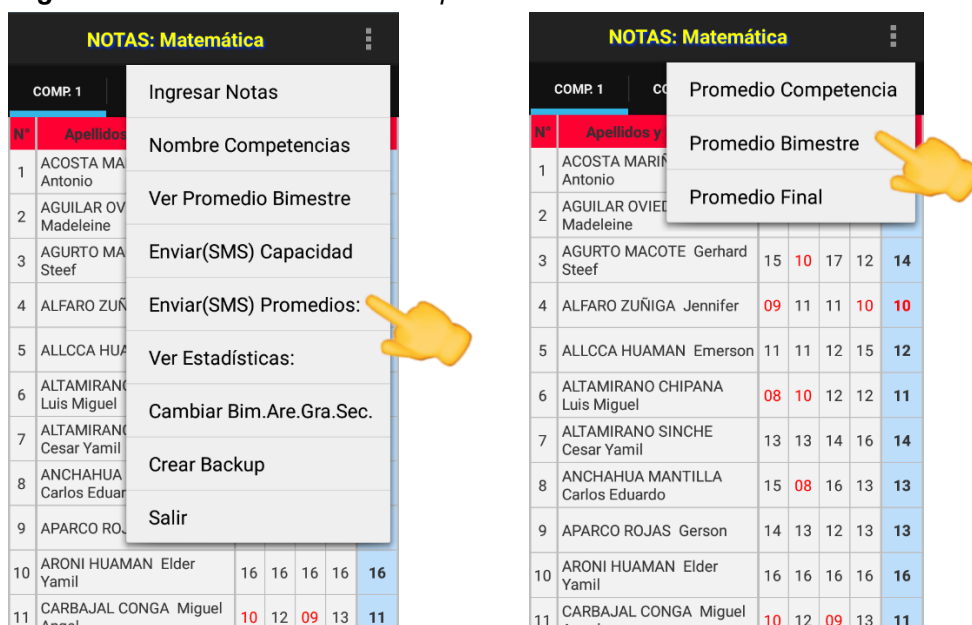 NOTAS: Matemática
COMP. 1
Ingresar Notas
Nombre Competencias
Ver Promedio Bimestre
Enviar(SMS) Capacidad
Enviar(SMS) Promedios:
Ver Estadísticas:
Cambiar Bim.Are.Gra.Sec.
Crear Backup
Salir
N° Apellidos
1 ACOSTA MA
Antonio
2 AGUILAR OV
Madeleine
3 AGURTO MA
Steef
4 ALFARO ZUÑ
5 ALLCCA HUA
6 ALTAMIRANO
Luis Miguel
7 ALTAMIRANO
Cesar Yamil
8 ANCHAHUA
Carlos Eduar
9 APARCO ROJ
10 ARONI HUAMAN Elder
Yamil 16 16 16 16 16
11 CARBAJAL CONGA Miguel
10 12 09 13 11
NOTAS: Matemática
COMP. 1 CO
Promedio Competencia
Promedio Bimestre
Promedio Final
N° Apellidos y
1 ACOSTA MARIÑ
Antonio
2 AGUILAR OVIED
Madeleine
3 AGURTO MACOTE Gerhard
Steef 15 10 17 12 14
4 ALFARO ZUÑIGA Jennifer 09 11 11 10 10
5 ALLCCA HUAMAN Emerson 11 11 12 15 12
6 ALTAMIRANO CHIPANA
Luis Miguel 08 10 12 12 11
7 ALTAMIRANO SINCHE
Cesar Yamil 13 13 14 16 14
8 ANCHAHUA MANTILLA
Carlos Eduardo 15 08 16 13 13
9 APARCO ROJAS Gerson 14 13 12 13 13
10 ARONI HUAMAN Elder
Yamil 16 16 16 16 16
11 CARBAJAL CONGA Miguel
10 12 09 13 11